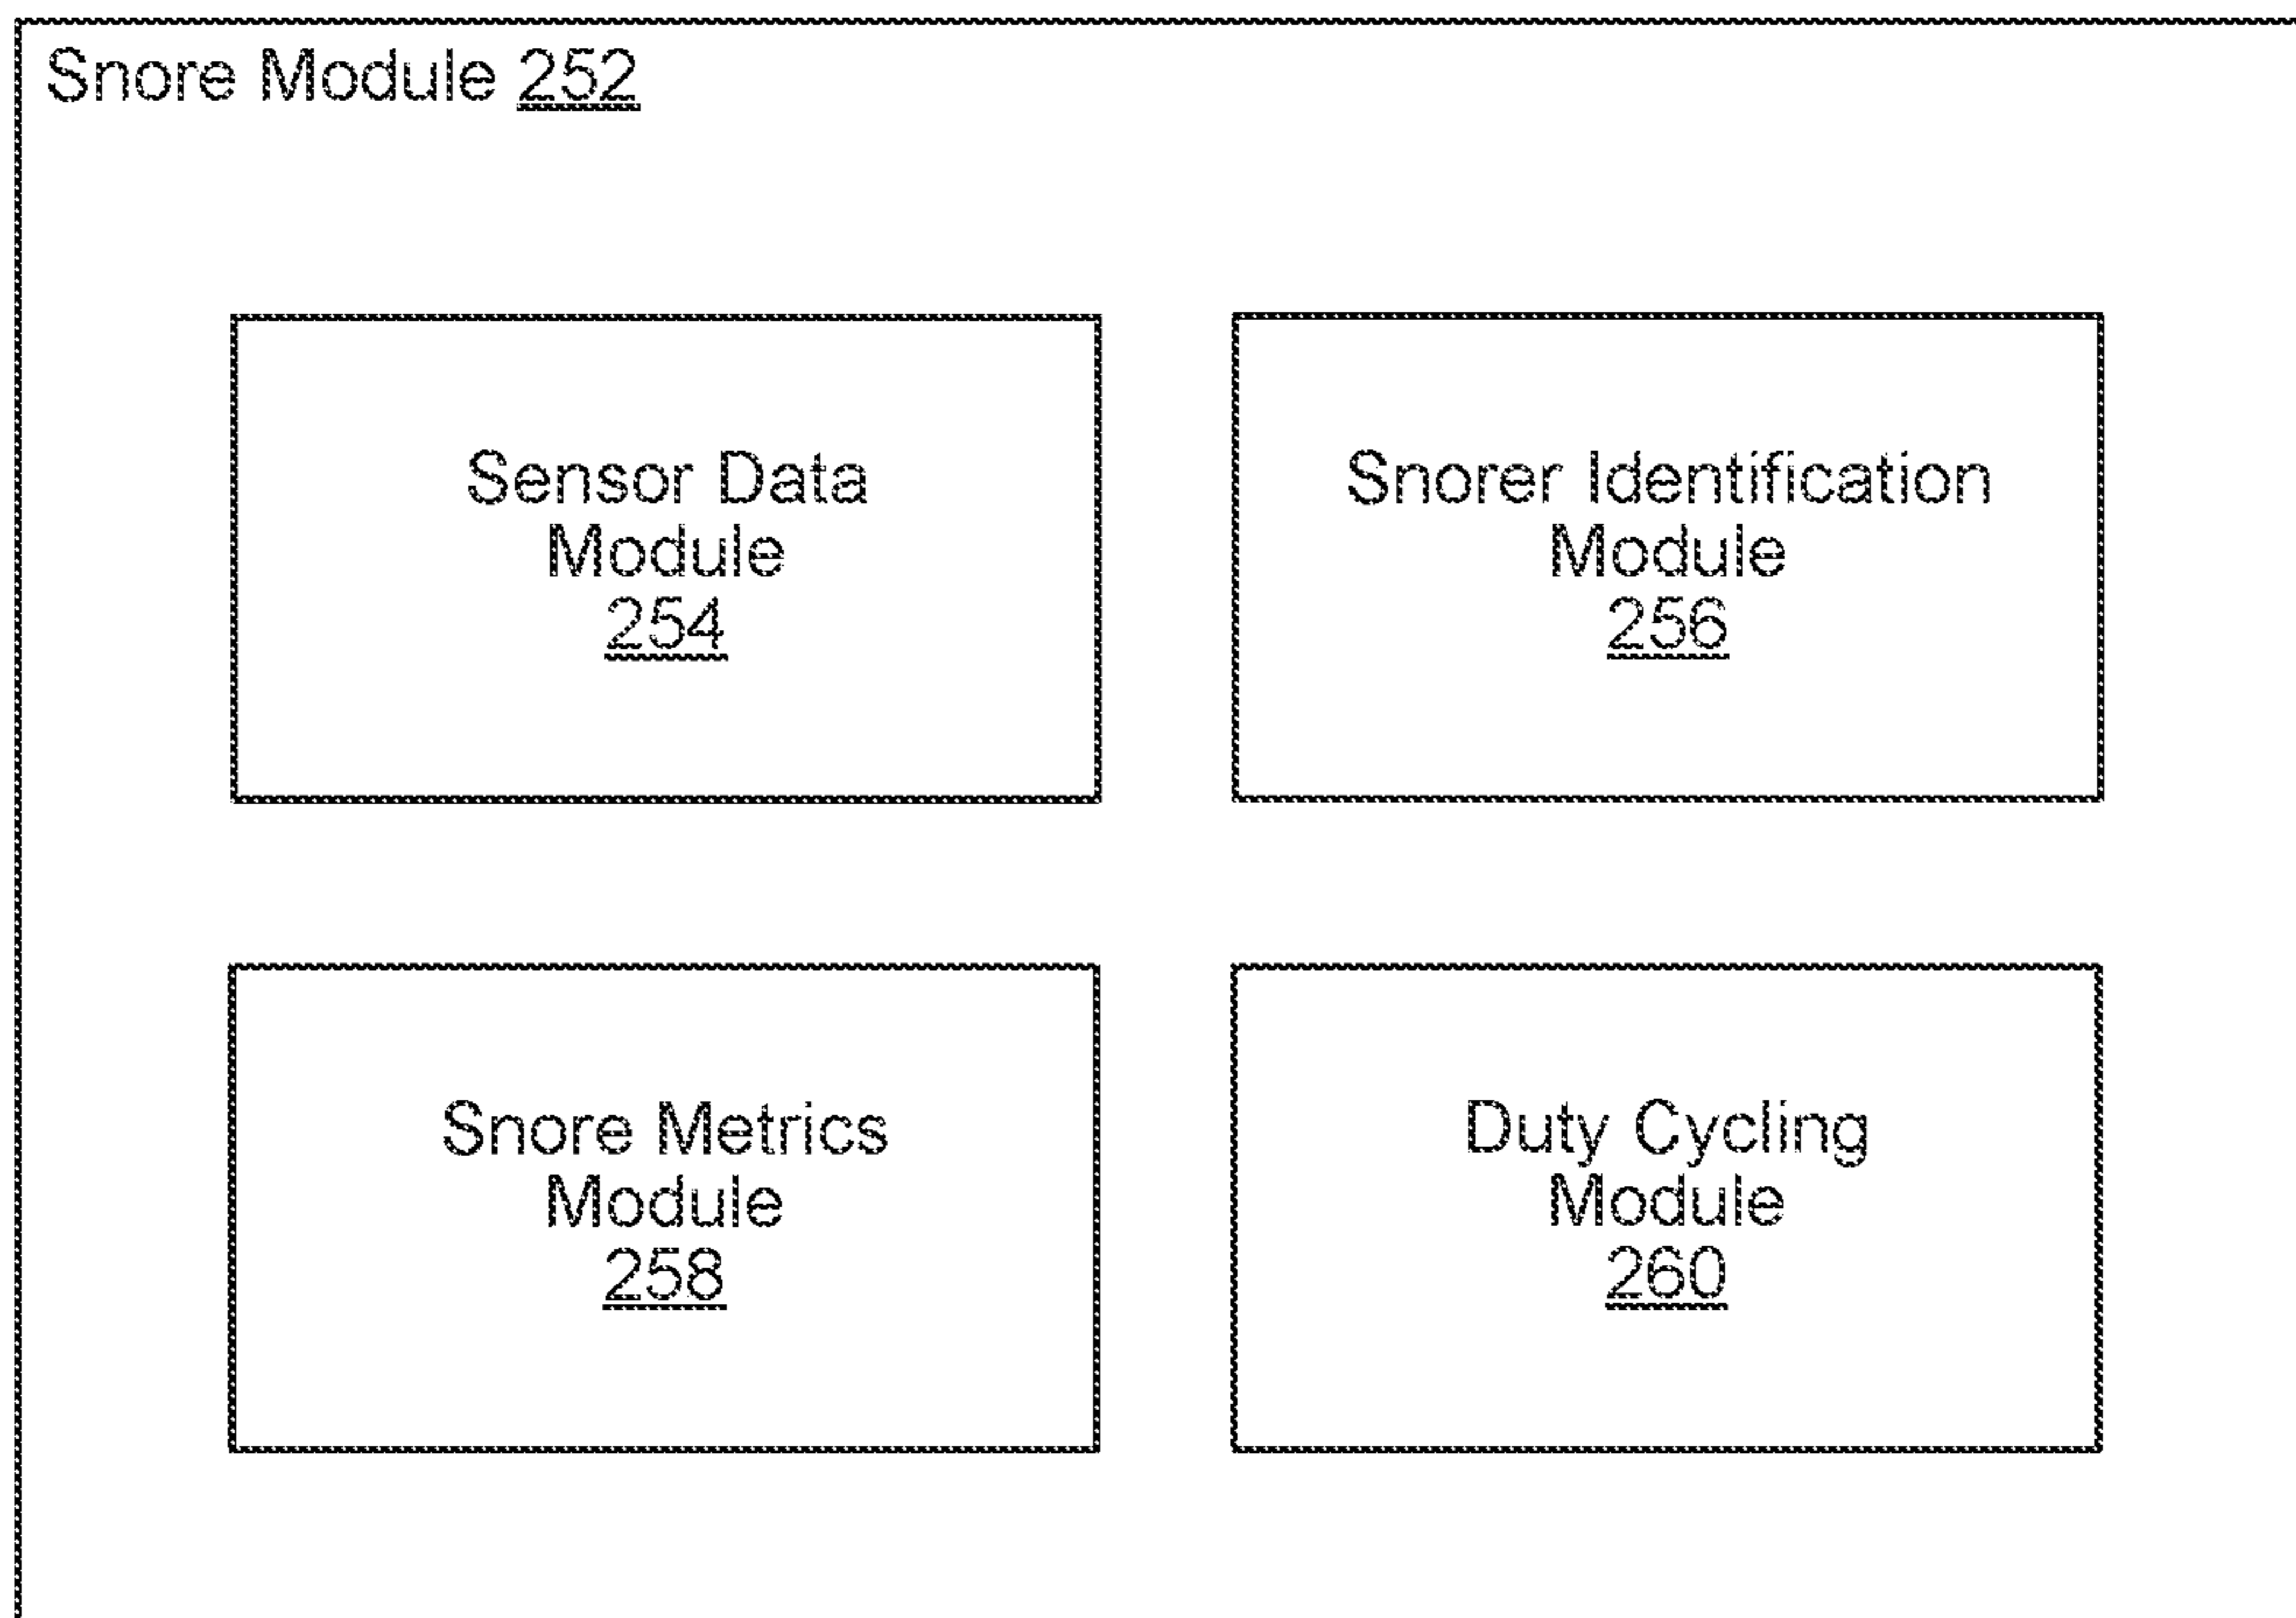 Snore Module 252
Sensor Data
Module
254
Snorer Identification
Module
256
Snore Metrics
Module
258
Duty Cycling
Module
260